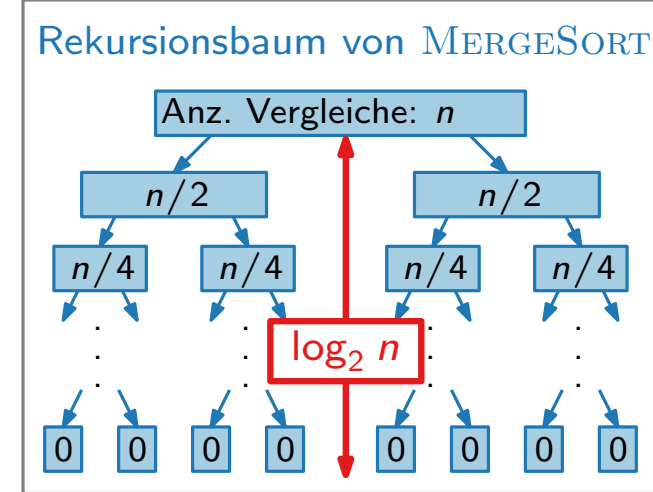 Rekursionsbaum von MERGESORT
Anz. Vergleiche: n
n/2 n/2
n/4 n/4 n/4 n/4
log₂ n
0 0 0 0 0 0 0 0